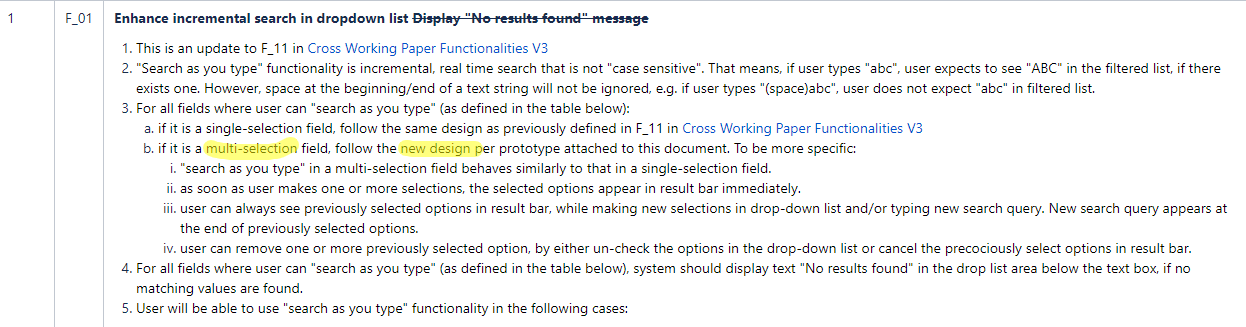 1 F_01 Enhance incremental search in dropdown list Display "No results found" message
1. This is an update to F_11 in Cross Working Paper Functionalities V3
2. "Search as you type" functionality is incremental, real time search that is not "case sensitive". That means, if user types "abc", user expects to see "ABC" in the filtered list, if there
exists one. However, space at the beginning/end of a text string will not be ignored, e.g. if user types "(space)abc", user does not expect "abc" in filtered list.
3. For all fields where user can "search as you type" (as defined in the table below):
a. if it is a single-selection field, follow the same design as previously defined in F_11 in Cross Working Paper Functionalities V3
b. if it is a multi-selection field, follow the new design per prototype attached to this document. To be more specific:
i. "search as you type" in a multi-selection field behaves similarly to that in a single-selection field.
ii. as soon as user makes one or more selections, the selected options appear in result bar immediately.
iii. user can always see previously selected options in result bar, while making new selections in drop-down list and/or typing new search query. New search query appears at
the end of previously selected options.
iv. user can remove one or more previously selected option, by either un-check the options in the drop-down list or cancel the precociously select options in result bar.
4. For all fields where user can "search as you type" (as defined in the table below), system should display text "No results found" in the drop list area below the text box, if no
matching values are found.
5. User will be able to use "search as you type" functionality in the following cases: